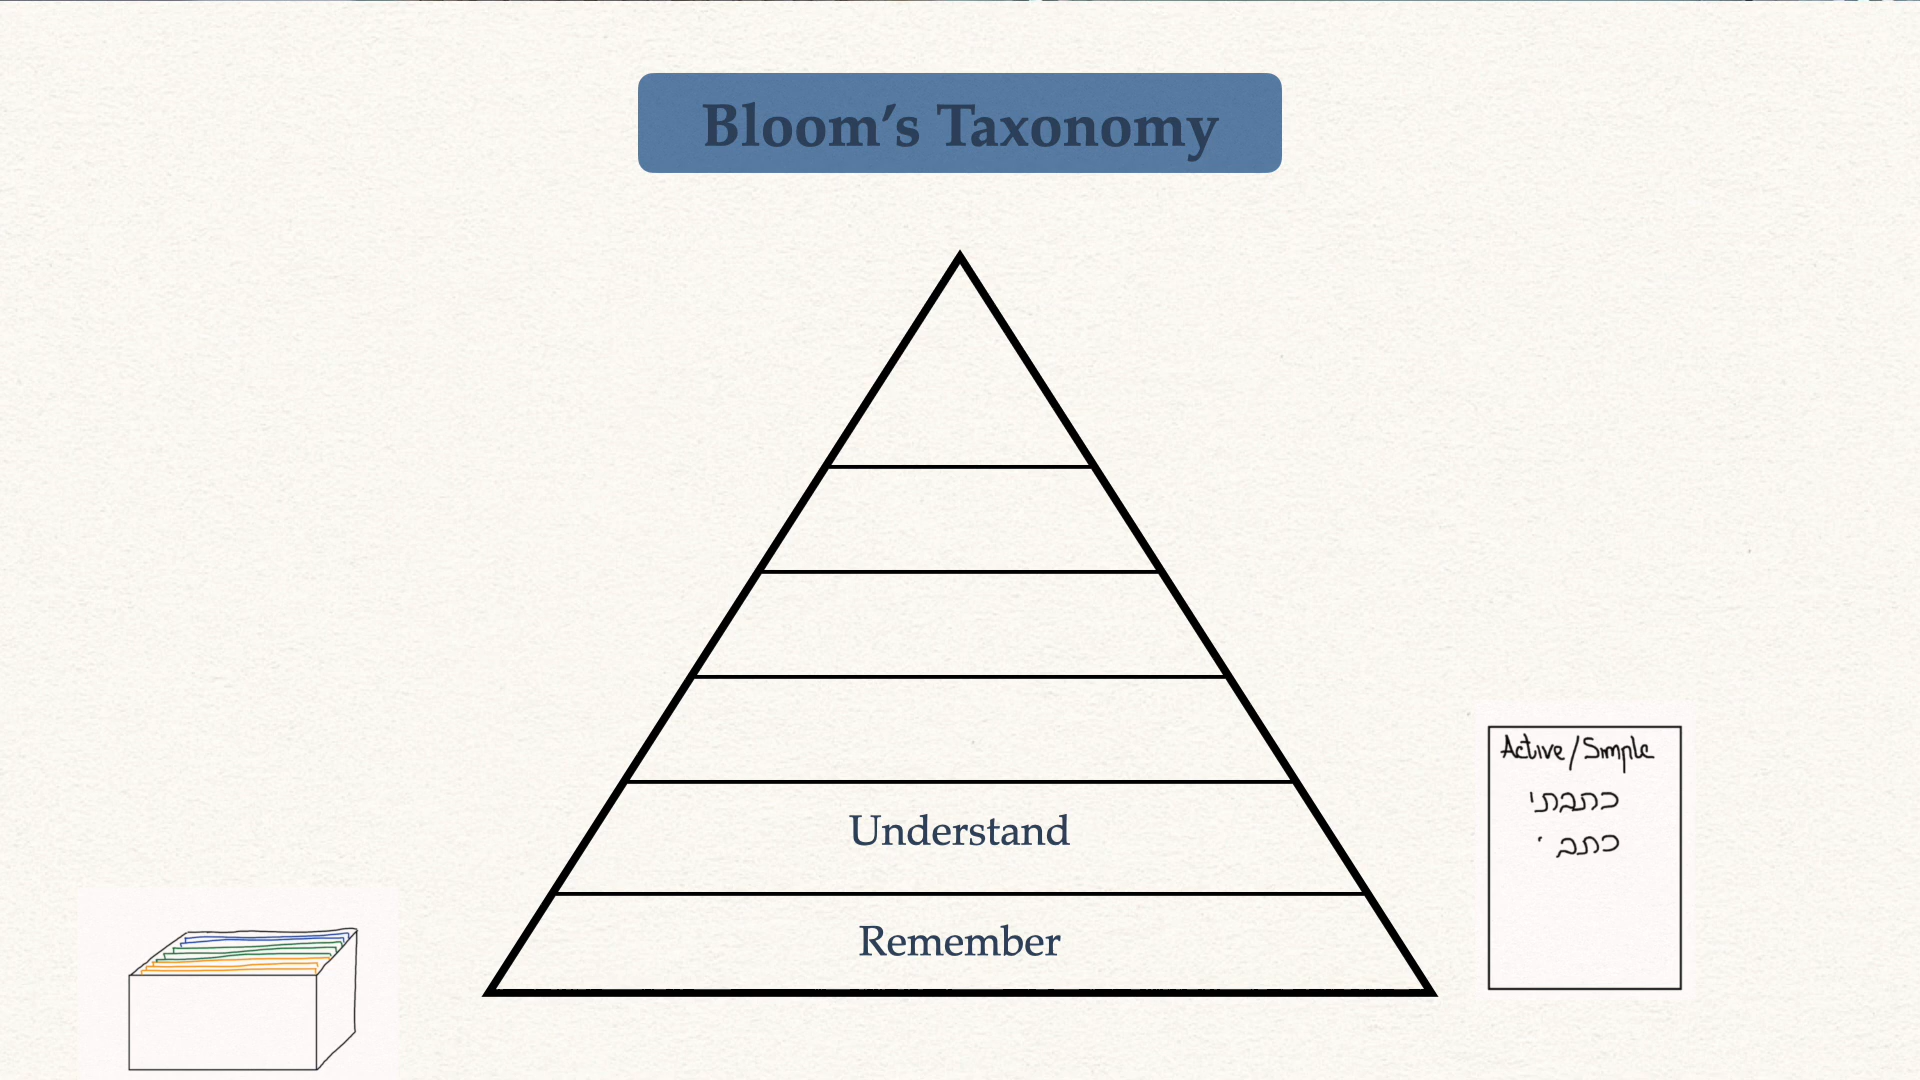 Bloom’s Taxonomy
Understand
Remember
Active/Simple
כתבתי
כתב י